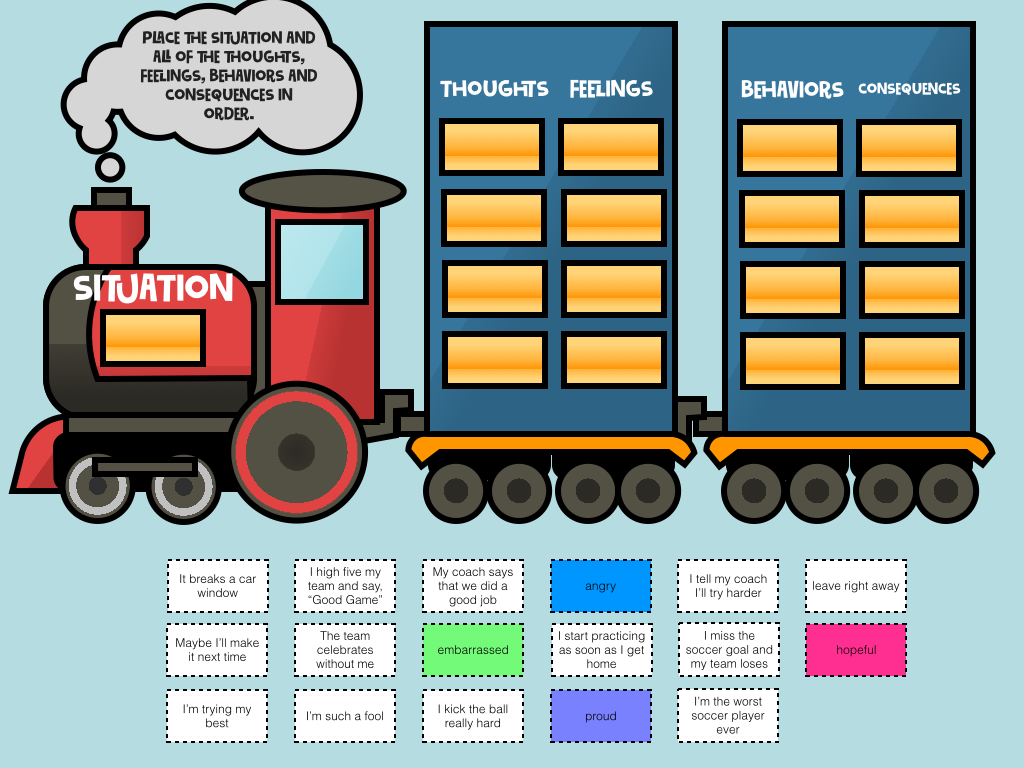 PLACE THE SITUATION AND
ALL OF THE THOUGHTS,
FEELINGS, BEHAVIORS AND
CONSEQUENCES IN
ORDER.
THOUGHTS FEELINGS
BEHAVIORS CONSEQUENCES
SITUATION
It breaks a car
window
I high five my
team and say,
“Good Game”
My coach says
that we did a
good job
angry
I tell my coach
I’ll try harder
leave right away
Maybe I’ll make
it next time
The team
celebrates
without me
embarrassed
I start practicing
as soon as I get
home
I miss the
soccer goal and
my team loses
hopeful
I’m trying my
best
I’m such a fool
I kick the ball
really hard
proud
I’m the worst
soccer player
ever